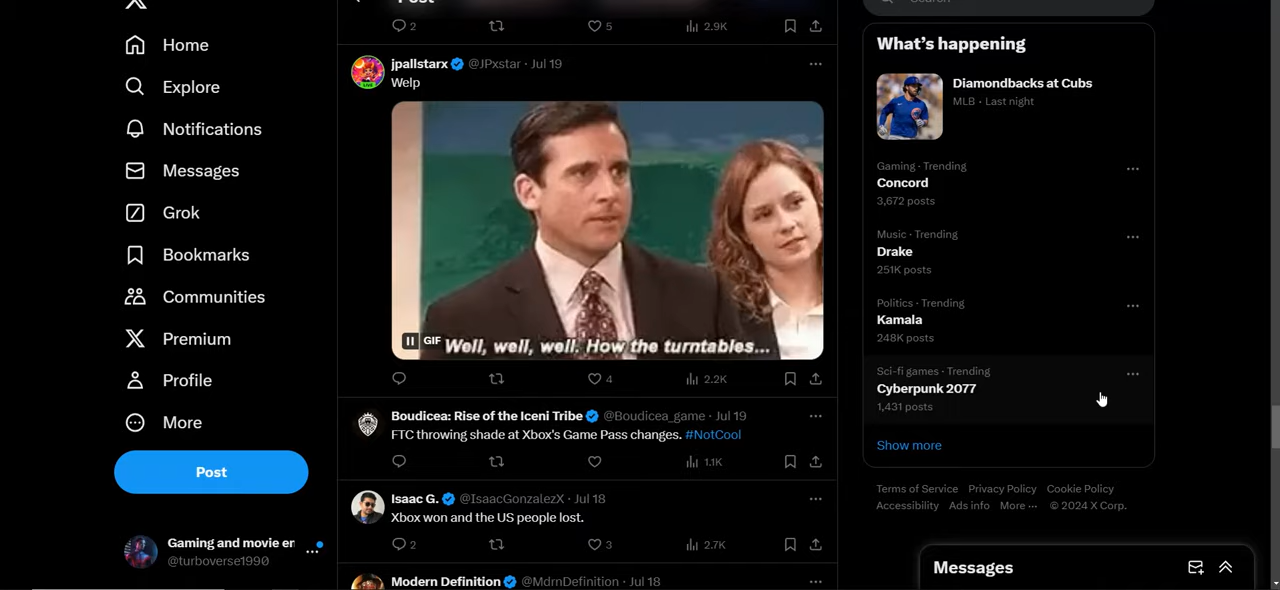 Home
Explore
Notifications
Messages
Grok
Bookmarks
Communities
Premium
Profile
More
Post
Gaming and movie en
@turboverse1990
2
5
2.9K
jpallstarx @JPxstar · Jul 19
Welp
LIVE
GIF
Well, well, well. How the turntables...
4
2.2K
Boudicea: Rise of the Iceni Tribe @Boudicea_game · Jul 19
FTC throwing shade at Xbox's Game Pass changes. #NotCool
1.1K
Isaac G. @IsaacGonzalezX · Jul 18
Xbox won and the US people lost.
2
3
2.7K
Modern Definition @MdrnDefinition · Jul 18
What's happening
Diamondbacks at Cubs
MLB · Last night
Gaming · Trending
Concord
3,672 posts
Music · Trending
Drake
251K posts
Politics · Trending
Kamala
248K posts
Sci-fi games · Trending
Cyberpunk 2077
1,431 posts
Show more
Terms of Service Privacy Policy Cookie Policy
Accessibility Ads info More ··· © 2024 X Corp.
Messages